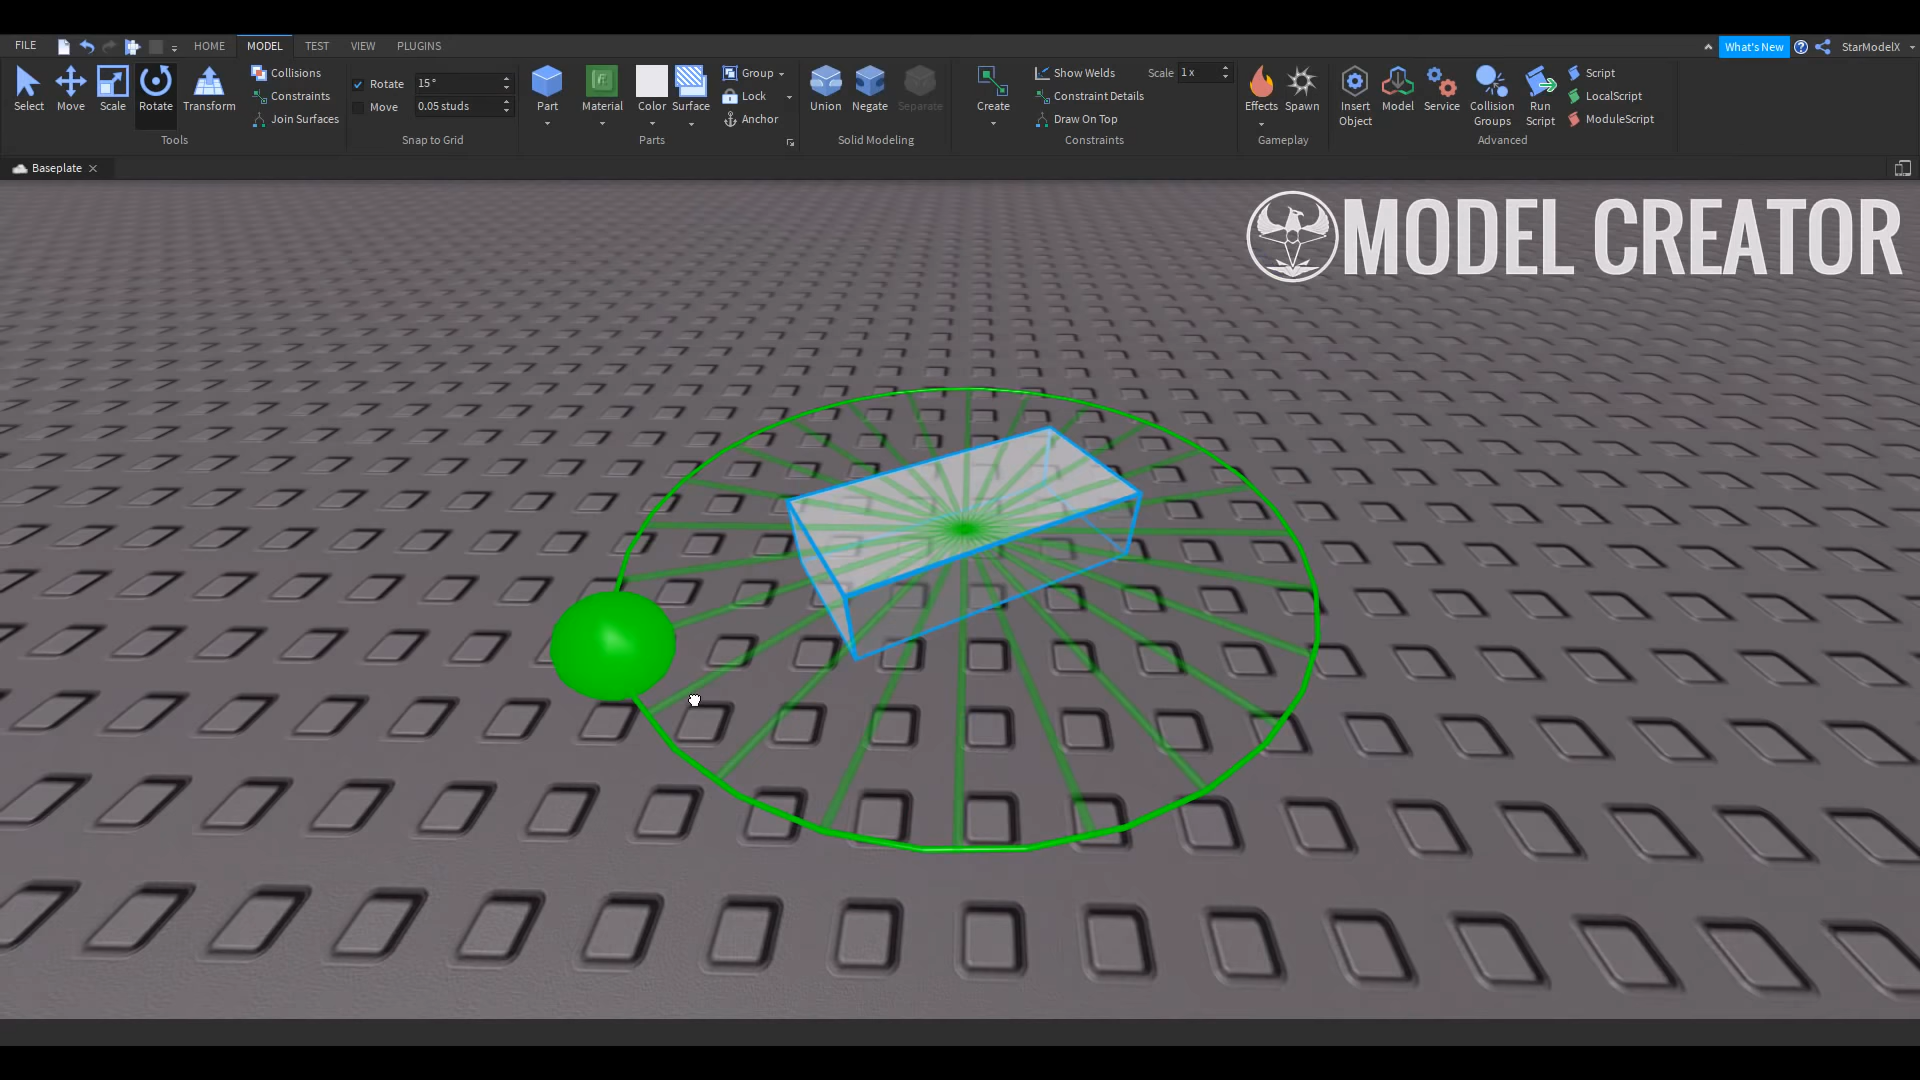 FILE HOME MODEL TEST VIEW PLUGINS What's New StarModelX
Select Move Scale Rotate Transform
Collisions
Constraints
Join Surfaces
Tools
Rotate 15°
Move 0.05 studs
Snap to Grid
Part Material Color Surface
Group
Lock
Anchor
Parts
Union Negate Separate
Solid Modeling
Create
Show Welds Scale 1 x
Constraint Details
Draw On Top
Constraints
Effects Spawn
Gameplay
Insert Object
Model
Service
Collision Groups
Run Script
Script
LocalScript
ModuleScript
Advanced
Baseplate
MODEL CREATOR